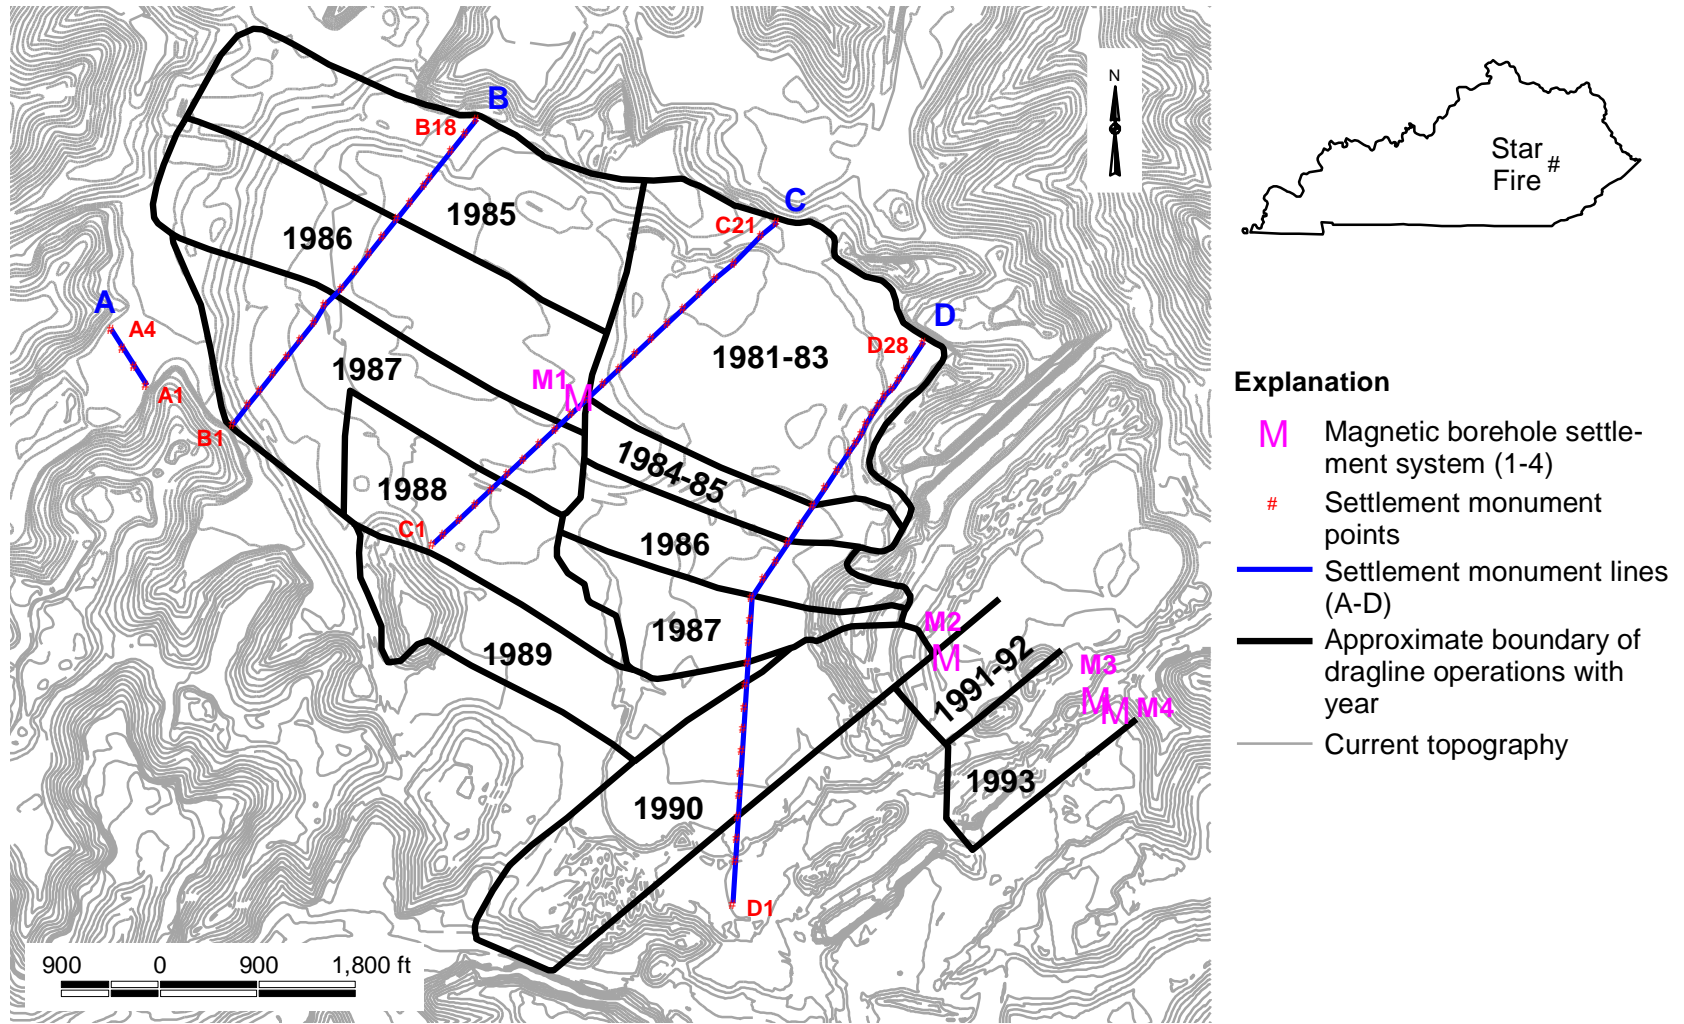 N
B
B18
1985
C
C21
1986
Star
Fire #
A
A4
D
D28
1981-83
1987
M1
M
A1
B1
Explanation
M Magnetic borehole settle-
ment system (1-4)
# Settlement monument
points
Settlement monument lines
(A-D)
Approximate boundary of
dragline operations with
year
Current topography
1984-85
1988
C1
1986
1987
M2
M
1989
1991-92
M3
M
M M4
1993
1990
D1
900 0 900 1,800 ft